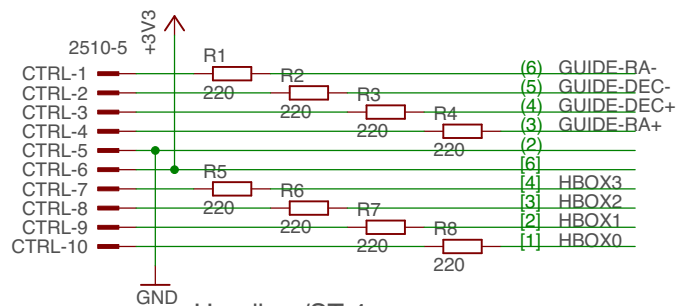 +3V3
2510-5
CTRL-1 R1 220 (6) GUIDE-RA-
CTRL-2 R2 220 (5) GUIDE-DEC-
CTRL-3 R3 220 (4) GUIDE-DEC+
CTRL-4 R4 220 (3) GUIDE-RA+
CTRL-5 (2)
CTRL-6 [6]
CTRL-7 R5 220 [4] HBOX3
CTRL-8 R6 220 [3] HBOX2
CTRL-9 R7 220 [2] HBOX1
CTRL-10 R8 220 [1] HBOX0
GND